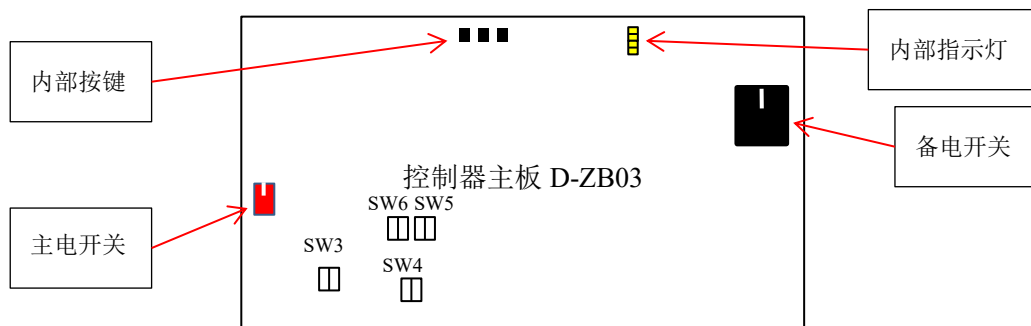 内部按键
内部指示灯
备电开关
控制器主板 D-ZB03
主电开关
SW6 SW5
SW3
SW4